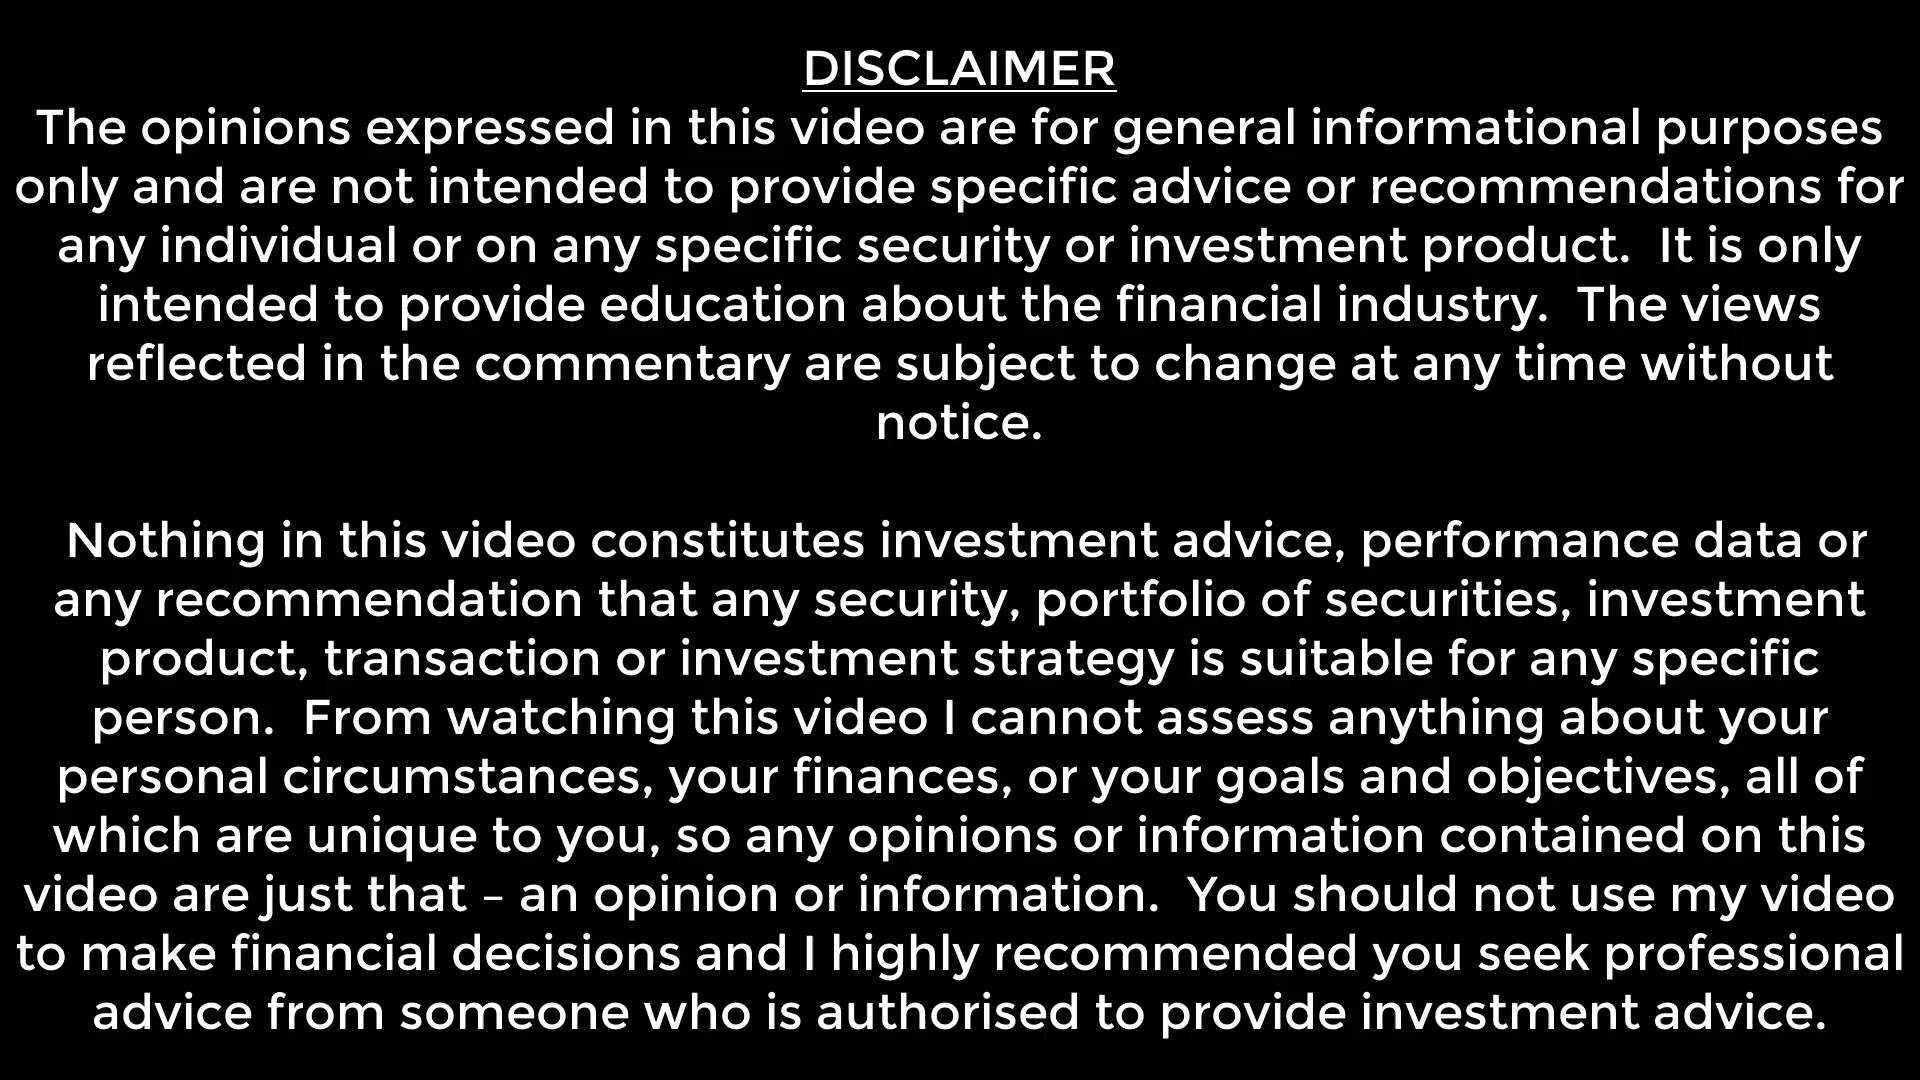 DISCLAIMER
The opinions expressed in this video are for general informational purposes
only and are not intended to provide specific advice or recommendations for
any individual or on any specific security or investment product.  It is only
intended to provide education about the financial industry.  The views
reflected in the commentary are subject to change at any time without
notice.
Nothing in this video constitutes investment advice, performance data or
any recommendation that any security, portfolio of securities, investment
product, transaction or investment strategy is suitable for any specific
person.  From watching this video I cannot assess anything about your
personal circumstances, your finances, or your goals and objectives, all of
which are unique to you, so any opinions or information contained on this
video are just that – an opinion or information.  You should not use my video
to make financial decisions and I highly recommended you seek professional
advice from someone who is authorised to provide investment advice.